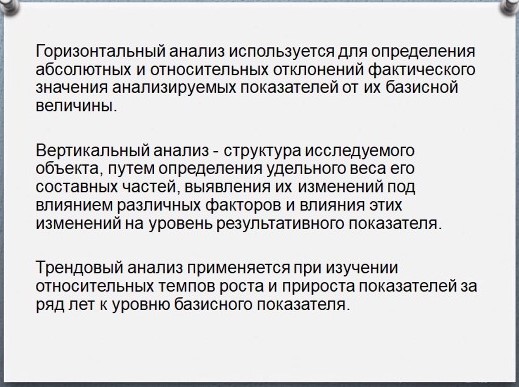 Горизонтальный анализ используется для определения
абсолютных и относительных отклонений фактического
значения анализируемых показателей от их базисной
величины.
Вертикальный анализ - структура исследуемого
объекта, путем определения удельного веса его
составных частей, выявления их изменений под
влиянием различных факторов и влияния этих
изменений на уровень результативного показателя.
Трендовый анализ применяется при изучении
относительных темпов роста и прироста показателей за
ряд лет к уровню базисного показателя.